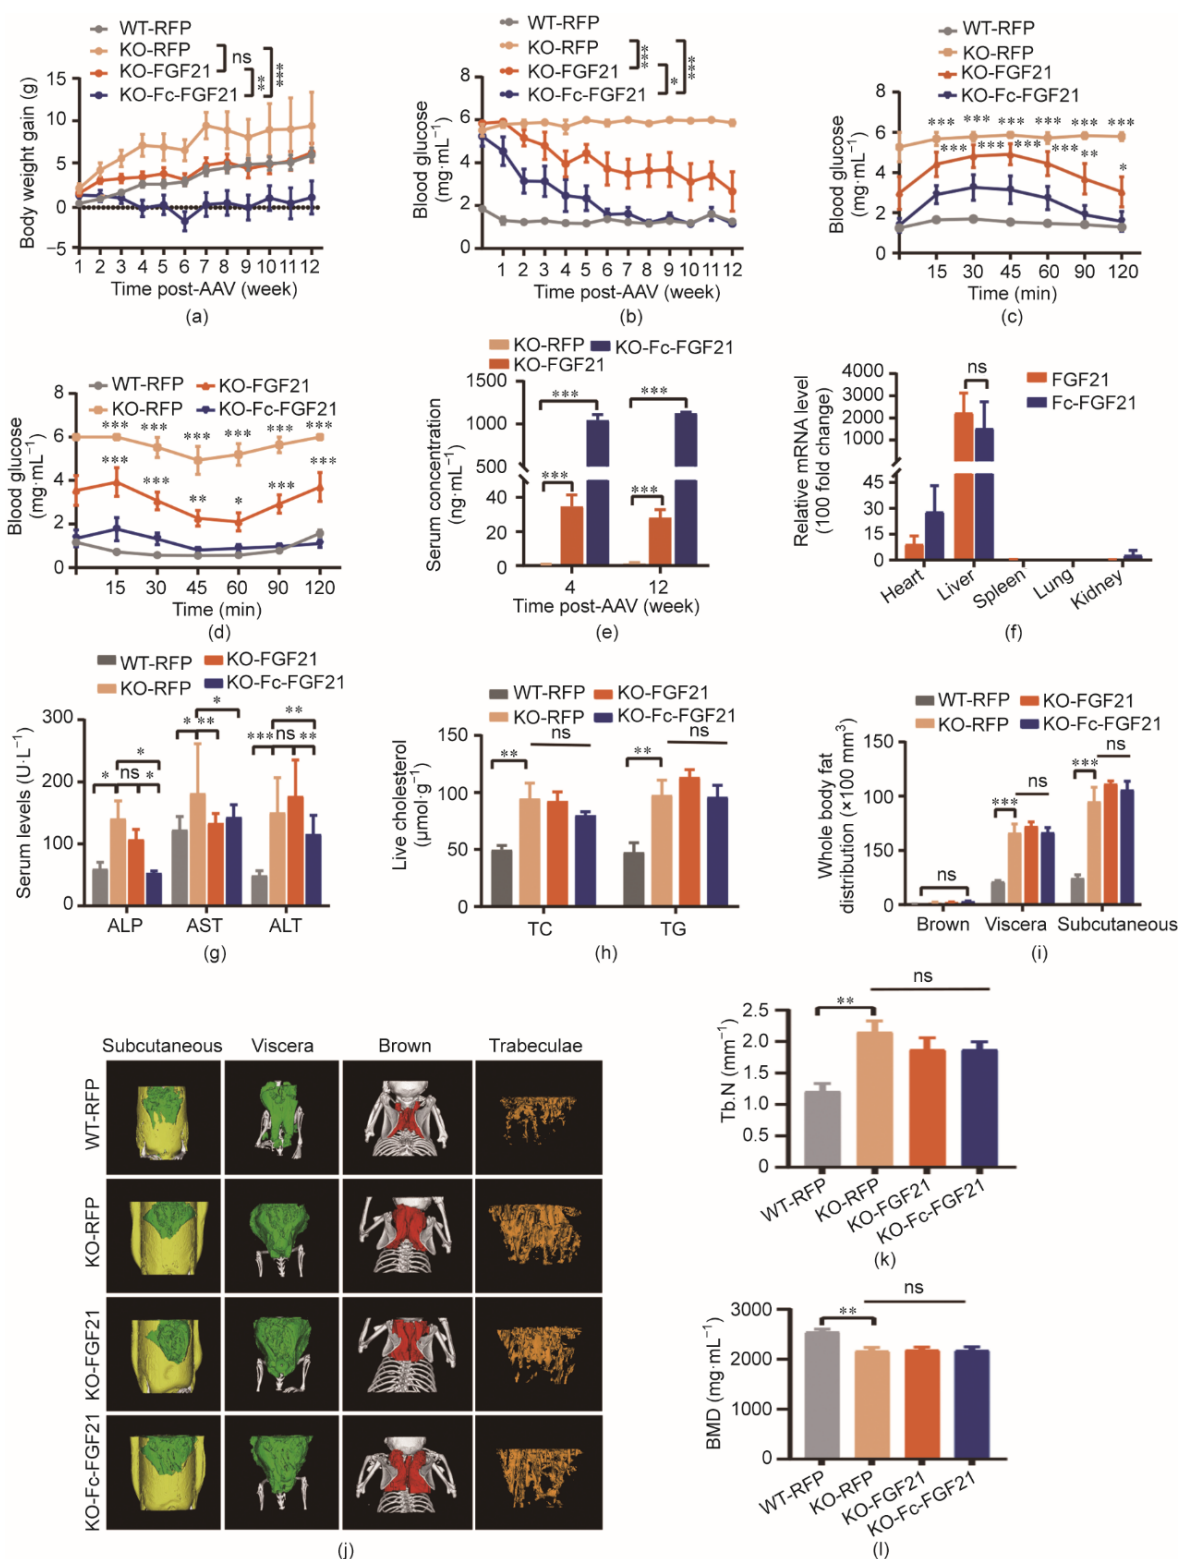 WT-RFP
KO-RFP
KO-FGF21
KO-Fc-FGF21
ns
**
***
Body weight gain (g)
15
10
5
0
−5
1 2 3 4 5 6 7 8 9 10 11 12
Time post-AAV (week)
(a)
WT-RFP
KO-RFP
KO-FGF21
KO-Fc-FGF21
***
*
***
Blood glucose
(mg·mL−1)
6
4
2
0
1 2 3 4 5 6 7 8 9 10 11 12
Time post-AAV (week)
(b)
WT-RFP
KO-RFP
KO-FGF21
KO-Fc-FGF21
Blood glucose
(mg·mL−1)
8
6
4
2
0
*** *** *** *** *** ***
*** *** *** *** ** *
15 30 45 60 90 120
Time (min)
(c)
WT-RFP KO-FGF21
KO-RFP KO-Fc-FGF21
Blood glucose
(mg·mL−1)
8
6
4
2
0
*** *** *** *** *** ***
*** *** ** * *** ***
15 30 45 60 90 120
Time (min)
(d)
KO-RFP KO-Fc-FGF21
KO-FGF21
Serum concentration
(ng·mL−1)
1500
1000
500
40
20
0
*** ***
*** ***
4 12
Time post-AAV (week)
(e)
ns
FGF21
Fc-FGF21
Relative mRNA level
(100 fold change)
4000
3000
2000
1000
45
30
15
0
Heart Liver Spleen Lung Kidney
(f)
WT-RFP KO-FGF21
KO-RFP KO-Fc-FGF21
Serum levels (U·L−1)
300
200
150
100
0
*
* ns *
*
* **
**
*** ns **
ALP AST ALT
(g)
WT-RFP KO-FGF21
KO-RFP KO-Fc-FGF21
Live cholesterol
(μmol·g−1)
150
100
50
0
** ns ** ns
TC TG
(h)
WT-RFP KO-FGF21
KO-RFP KO-Fc-FGF21
Whole body fat
distribution (×100 mm3)
150
100
150
0
ns
*** ns
*** ns
Brown Viscera Subcutaneous
(i)
Subcutaneous Viscera Brown Trabeculae
WT-RFP
KO-RFP
KO-FGF21
KO-Fc-FGF21
(j)
ns
**
Tb.N (mm−1)
2.5
2.0
1.5
1.0
0.5
0
WT-RFP KO-RFP KO-FGF21 KO-Fc-FGF21
(k)
ns
**
BMD (mg·mL−1)
3000
2000
1000
0
WT-RFP KO-RFP KO-FGF21 KO-Fc-FGF21
(l)